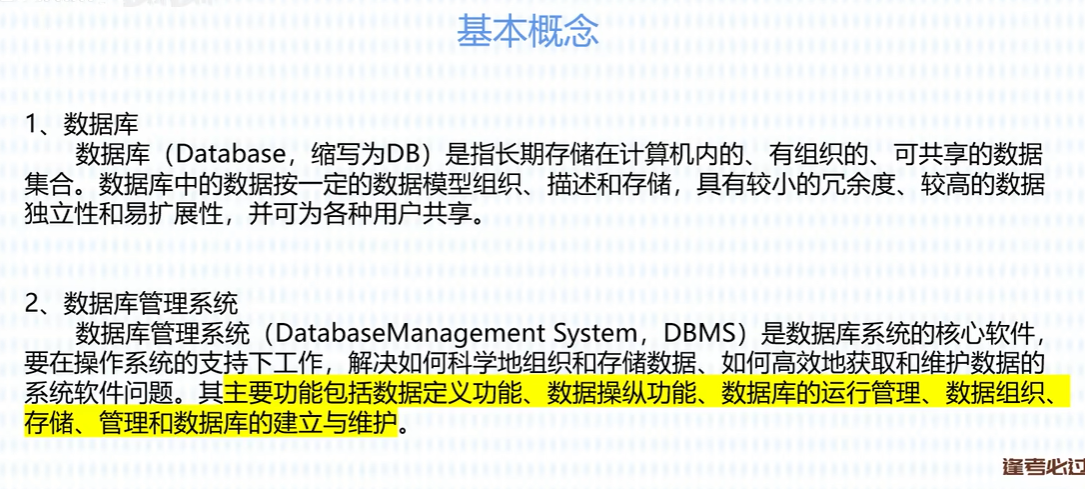 基本概念
1、数据库
数据库（Database，缩写为DB）是指长期存储在计算机内的、有组织的、可共享的数据
集合。数据库中的数据按一定的数据模型组织、描述和存储，具有较小的冗余度、较高的数据
独立性和易扩展性，并可为各种用户共享。
2、数据库管理系统
数据库管理系统（DatabaseManagement System，DBMS）是数据库系统的核心软件，
要在操作系统的支持下工作，解决如何科学地组织和存储数据、如何高效地获取和维护数据的
系统软件问题。其主要功能包括数据定义功能、数据操纵功能、数据库的运行管理、数据组织、
存储、管理和数据库的建立与维护。
逢考必过